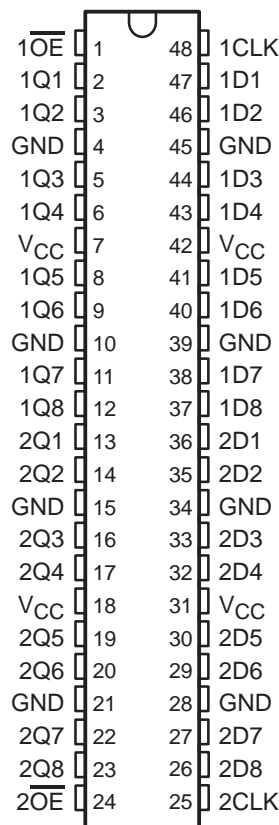 1O̅E̅ 1 48 1CLK
1Q1 2 47 1D1
1Q2 3 46 1D2
GND 4 45 GND
1Q3 5 44 1D3
1Q4 6 43 1D4
VCC 7 42 VCC
1Q5 8 41 1D5
1Q6 9 40 1D6
GND 10 39 GND
1Q7 11 38 1D7
1Q8 12 37 1D8
2Q1 13 36 2D1
2Q2 14 35 2D2
GND 15 34 GND
2Q3 16 33 2D3
2Q4 17 32 2D4
VCC 18 31 VCC
2Q5 19 30 2D5
2Q6 20 29 2D6
GND 21 28 GND
2Q7 22 27 2D7
2Q8 23 26 2D8
2O̅E̅ 24 25 2CLK